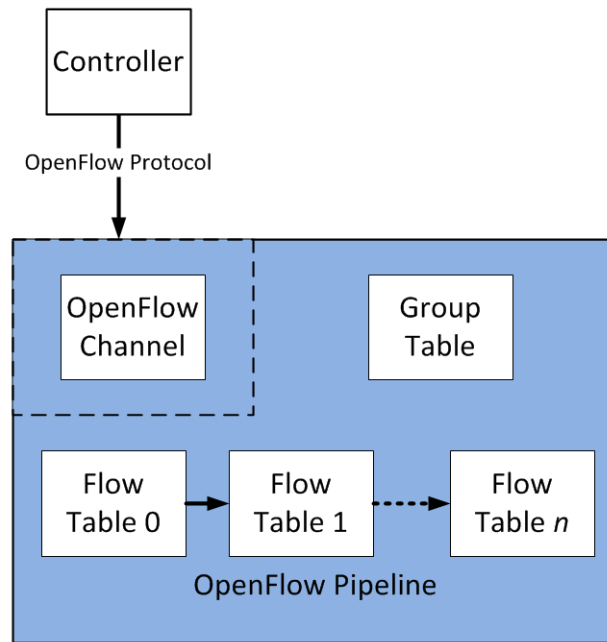 Controller
OpenFlow Protocol
OpenFlow
Channel
Group
Table
Flow
Table 0
Flow
Table 1
Flow
Table n
OpenFlow Pipeline